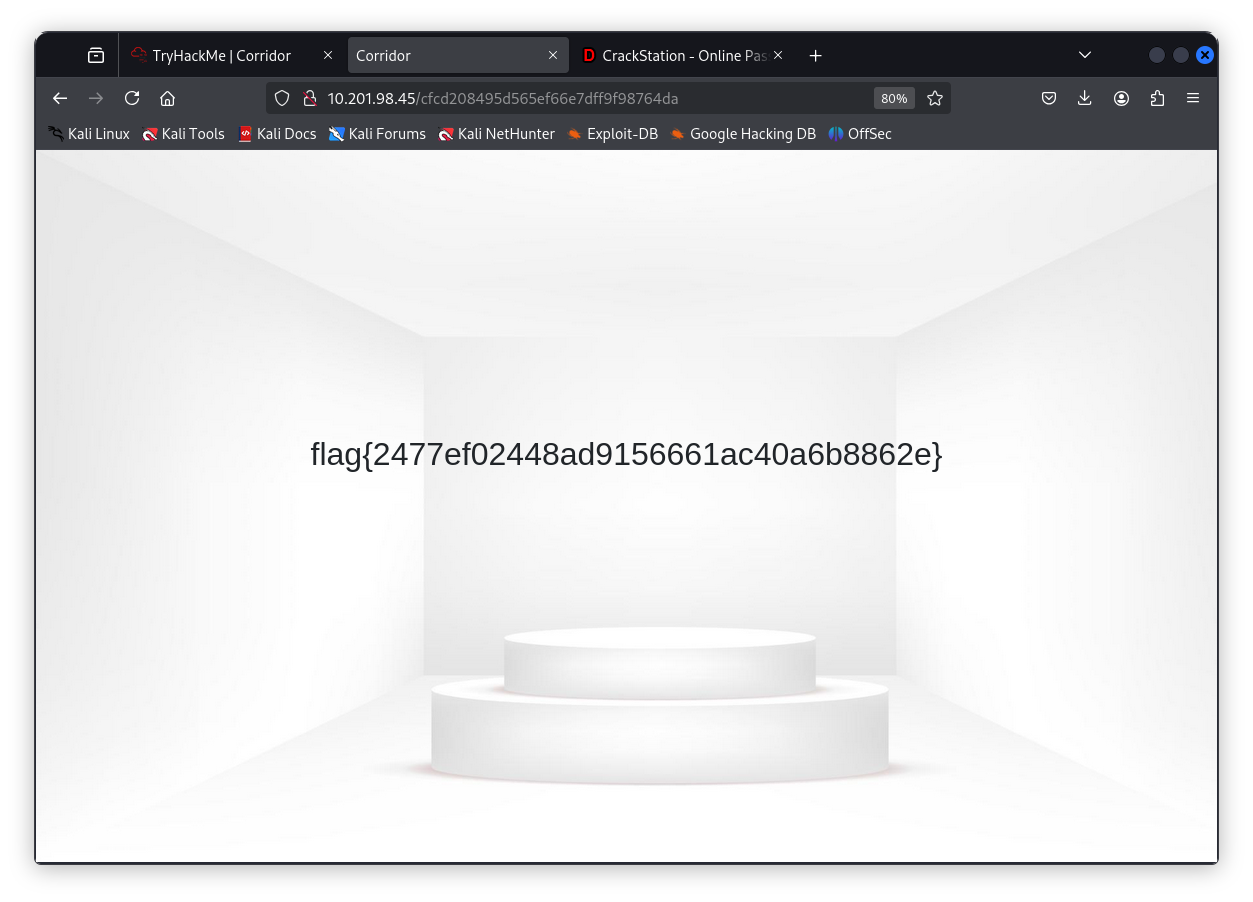 TryHackMe | Corridor
Corridor
CrackStation - Online Pas
10.201.98.45/cfcd208495d565ef66e7dff9f98764da
80%
Kali Linux Kali Tools Kali Docs Kali Forums Kali NetHunter Exploit-DB Google Hacking DB OffSec
flag{2477ef02448ad9156661ac40a6b8862e}